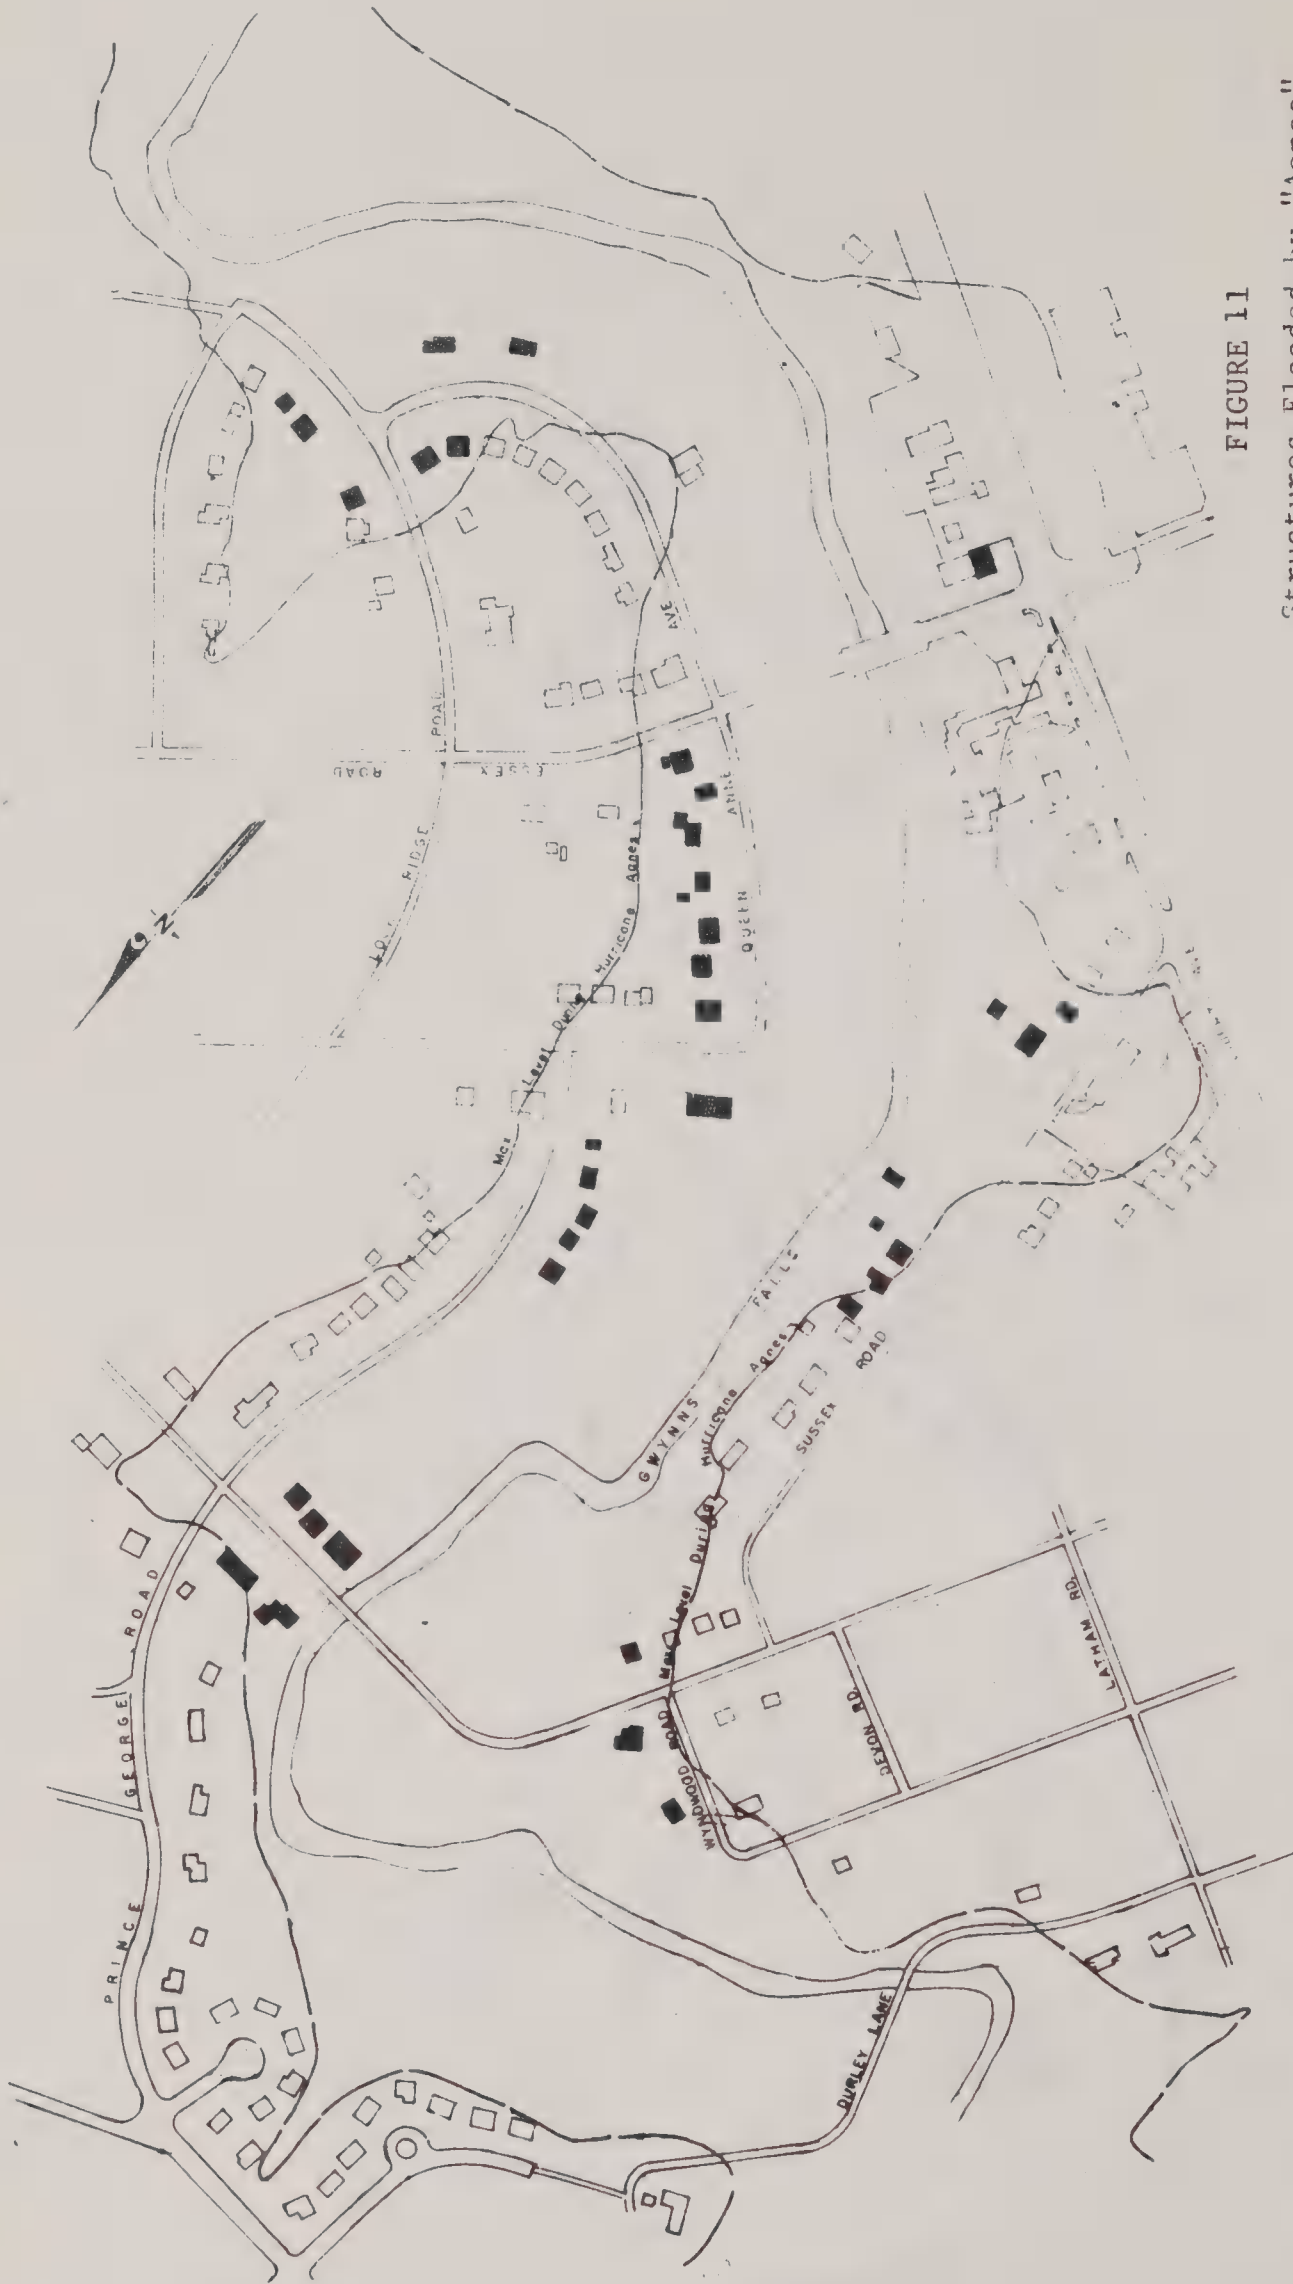 FIGURE 11
Structures Flooded by "Agnes"
ROAD
ESSEX
ROAD
RIDGE
AVE
ANNE
QUEEN
Max Level During Hurricane Agnes
N
GWYNNS
FALLS
Max Level During Hurricane Agnes
SUSSEX
ROAD
PRINCE
GEORGE
ROAD
WYNDWOOD ROAD
DEVON RD.
LATHAM RD.
DURLEY LANE